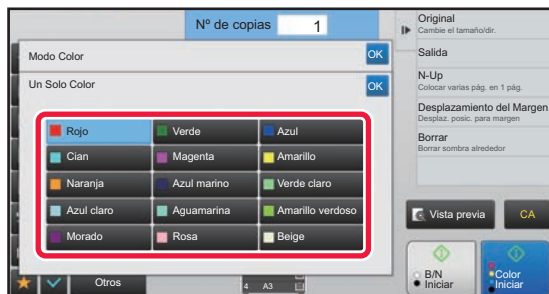 Nº de copias 1
Modo Color OK
Un Solo Color OK
Rojo Verde Azul
Cian Magenta Amarillo
Naranja Azul marino Verde claro
Azul claro Aguamarina Amarillo verdoso
Morado Rosa Beige
Otros
4 A3
Original
Cambie el tamaño/dir.
Salida
N-Up
Colocar varias pág. en 1 pág.
Desplazamiento del Margen
Desplaz. posic. para margen
Borrar
Borrar sombra alrededor
Vista previa CA
B/N
Iniciar
Color
Iniciar